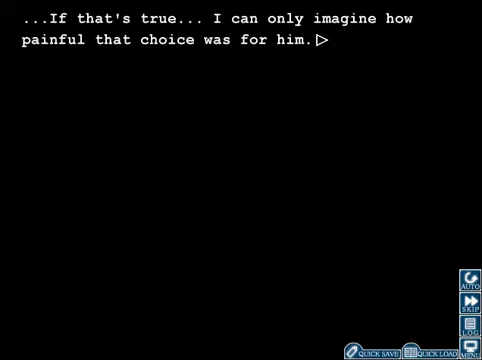 ...If that's true... I can only imagine how
painful that choice was for him.
AUTO
SKIP
LOG
QUICK SAVE QUICK LOAD MENU